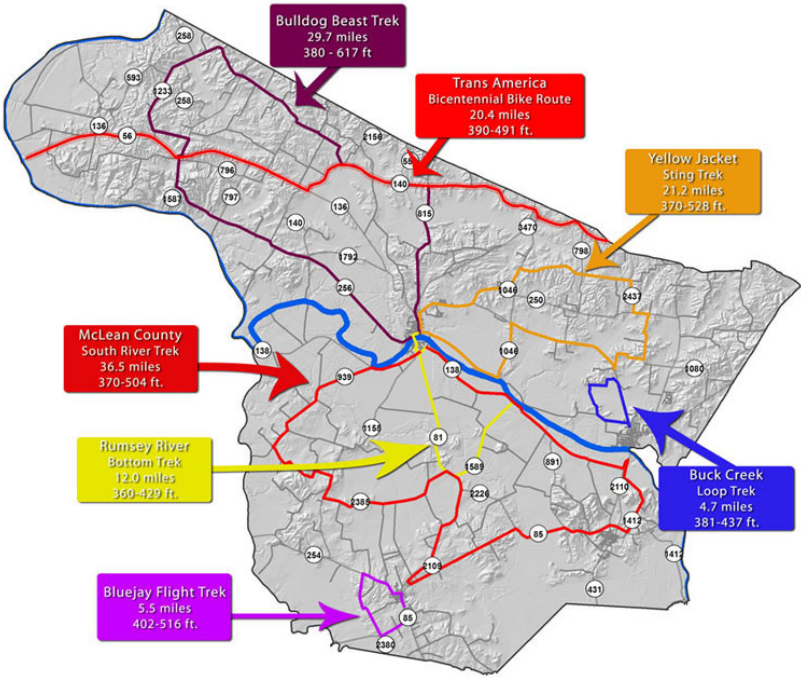 Bulldog Beast Trek
29.7 miles
380 - 617 ft
258
593
1233
258
Trans America
Bicentennial Bike Route
20.4 miles
390-491 ft.
136
56
2156
55
Yellow Jacket
Sting Trek
21.2 miles
370-528 ft.
796
140
1587
797
136
815
140
3470
798
1792
256
1046
250
2437
McLean County
South River Trek
36.5 miles
370-504 ft.
138
939
138
1046
1080
Rumsey River
Bottom Trek
12.0 miles
360-429 ft.
1155
81
1589
891
Buck Creek
Loop Trek
4.7 miles
381-437 ft.
2385
2226
2110
1412
85
254
2109
1412
Bluejay Flight Trek
5.5 miles
402-516 ft.
431
85
2380